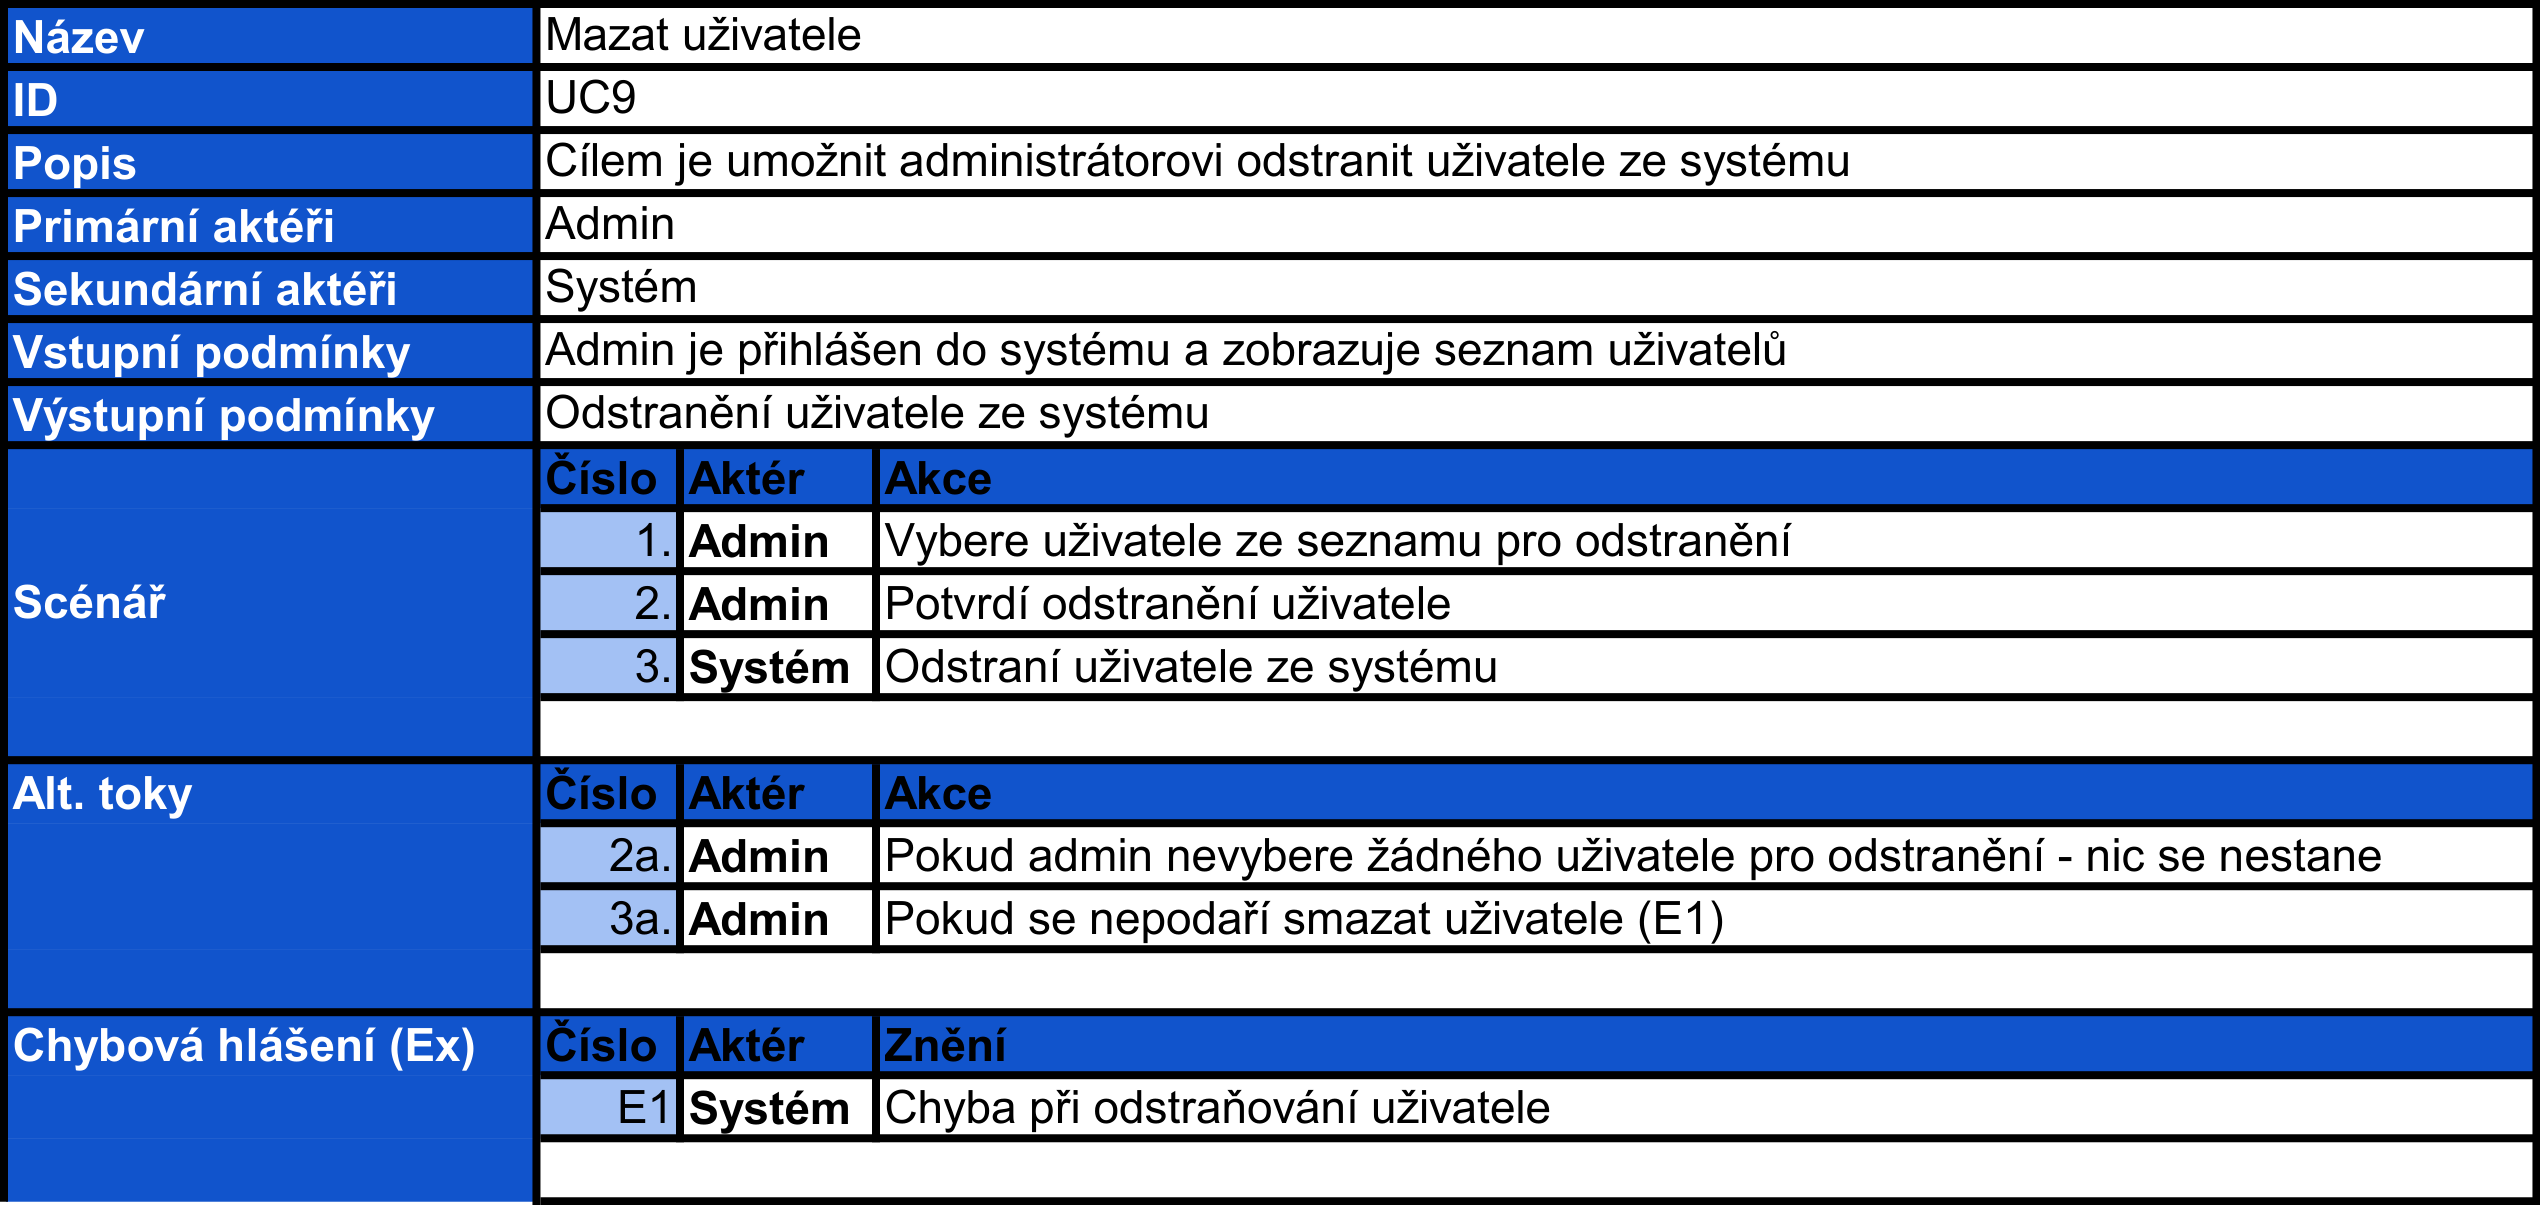 Název Mazat uživatele
ID UC9
Popis Cílem je umožnit administrátorovi odstranit uživatele ze systému
Primární aktéři Admin
Sekundární aktéři Systém
Vstupní podmínky Admin je přihlášen do systému a zobrazuje seznam uživatelů
Výstupní podmínky Odstranění uživatele ze systému
Scénář
Číslo Aktér Akce
1. Admin Vybere uživatele ze seznamu pro odstranění
2. Admin Potvrdí odstranění uživatele
3. Systém Odstraní uživatele ze systému
Alt. toky Číslo Aktér Akce
2a. Admin Pokud admin nevybere žádného uživatele pro odstranění - nic se nestane
3a. Admin Pokud se nepodaří smazat uživatele (E1)
Chybová hlášení (Ex) Číslo Aktér Znění
E1 Systém Chyba při odstraňování uživatele